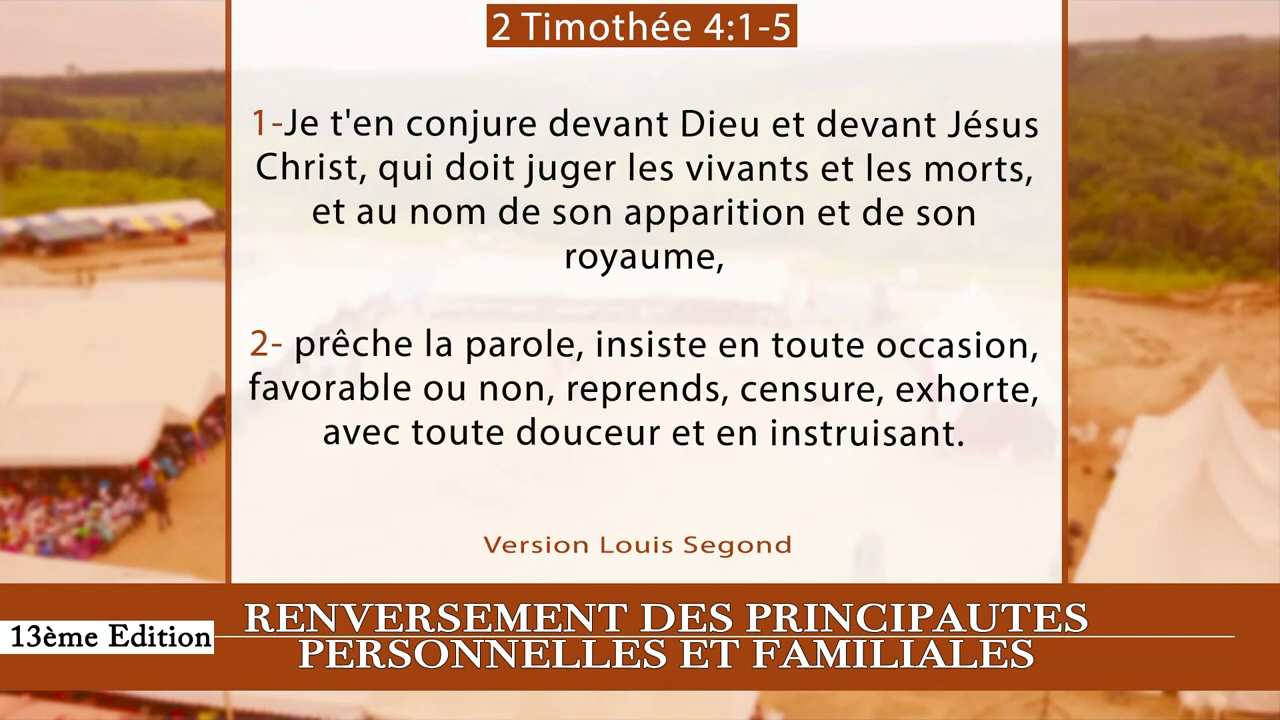 2 Timothée 4:1-5
1-Je t'en conjure devant Dieu et devant Jésus
Christ, qui doit juger les vivants et les morts,
et au nom de son apparition et de son
royaume,
2- prêche la parole, insiste en toute occasion,
favorable ou non, reprends, censure, exhorte,
avec toute douceur et en instruisant.
Version Louis Segond
13ème Edition
RENVERSEMENT DES PRINCIPAUTES
PERSONNELLES ET FAMILIALES